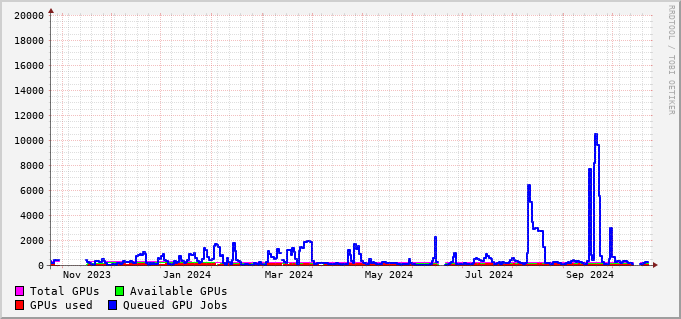 20000
18000
16000
14000
12000
10000
8000
6000
4000
2000
0
Nov 2023 Jan 2024 Mar 2024 May 2024 Jul 2024 Sep 2024
Total GPUs Available GPUs
GPUs used Queued GPU Jobs
RRDTOOL / TOBI OETIKER